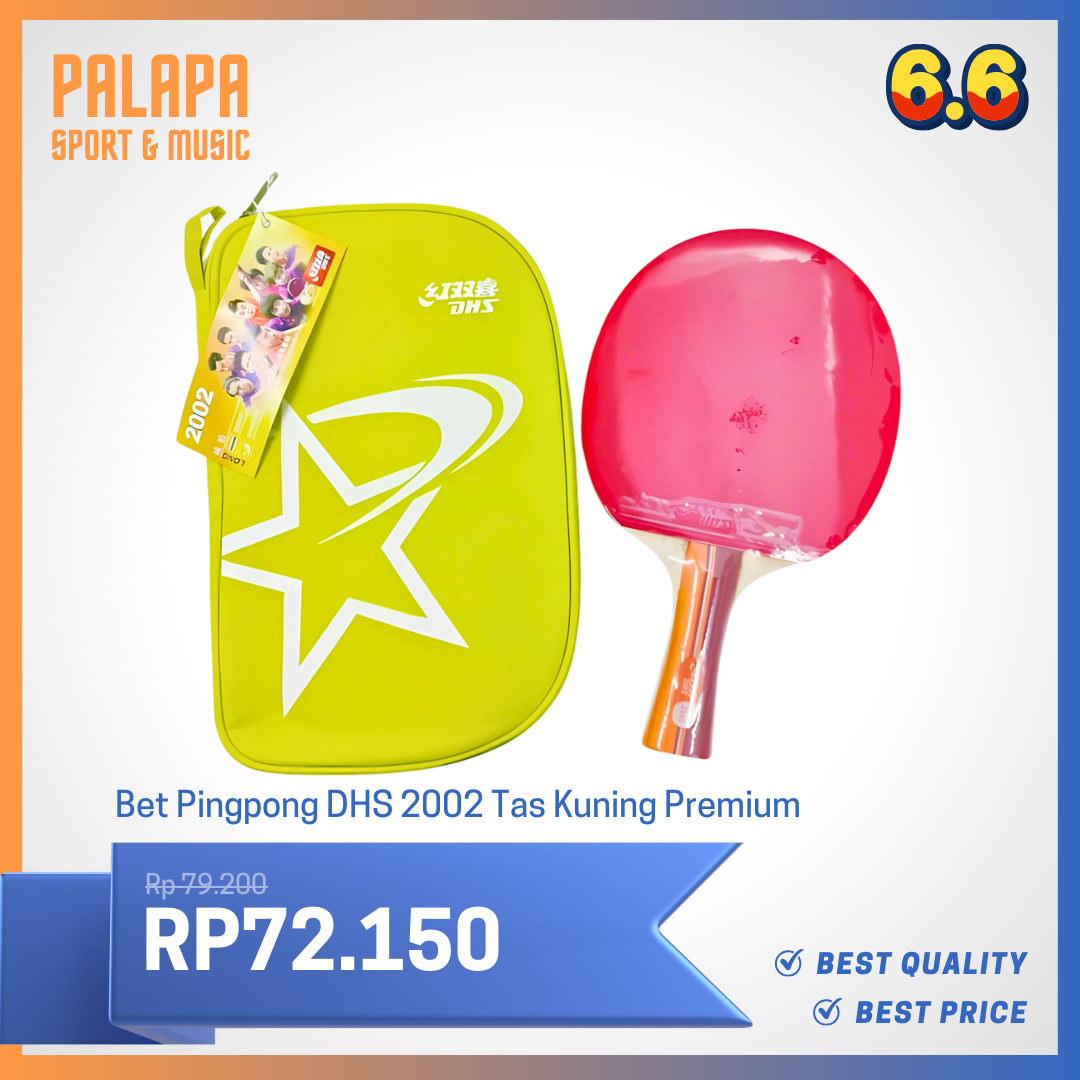 PALAPA
SPORT & MUSIC
6.6
红双喜
DHS
2002
Bet Pingpong DHS 2002 Tas Kuning Premium
Rp 79.200
RP72.150
BEST QUALITY
BEST PRICE